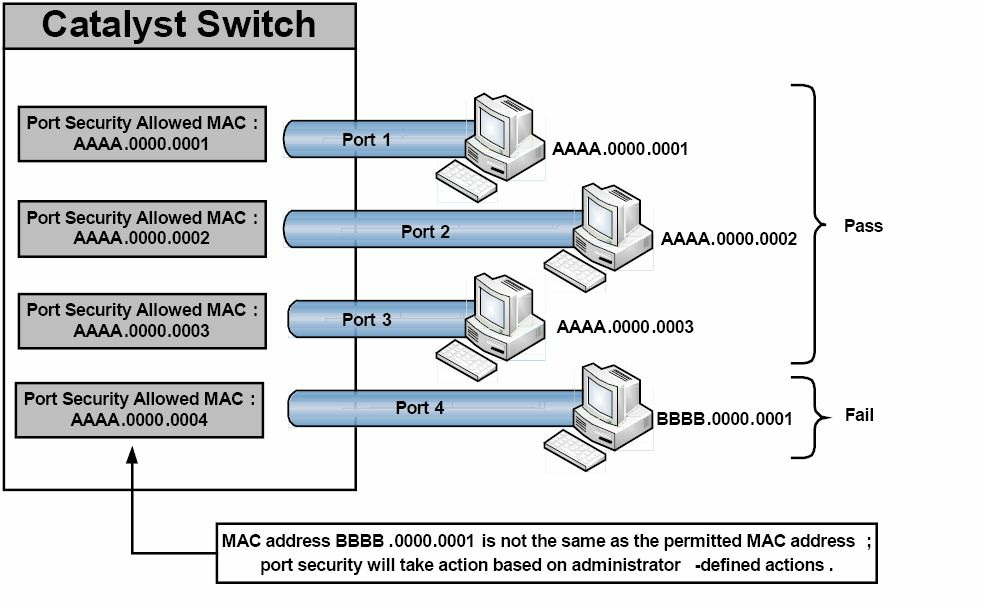 Catalyst Switch
Port Security Allowed MAC :
AAAA.0000.0001
Port 1
AAAA.0000.0001
Port Security Allowed MAC :
AAAA.0000.0002
Port 2
AAAA.0000.0002
Pass
Port Security Allowed MAC :
AAAA.0000.0003
Port 3
AAAA.0000.0003
Port Security Allowed MAC :
AAAA.0000.0004
Port 4
BBBB.0000.0001
Fail
MAC address BBBB .0000.0001 is not the same as the permitted MAC address ;
port security will take action based on administrator -defined actions .